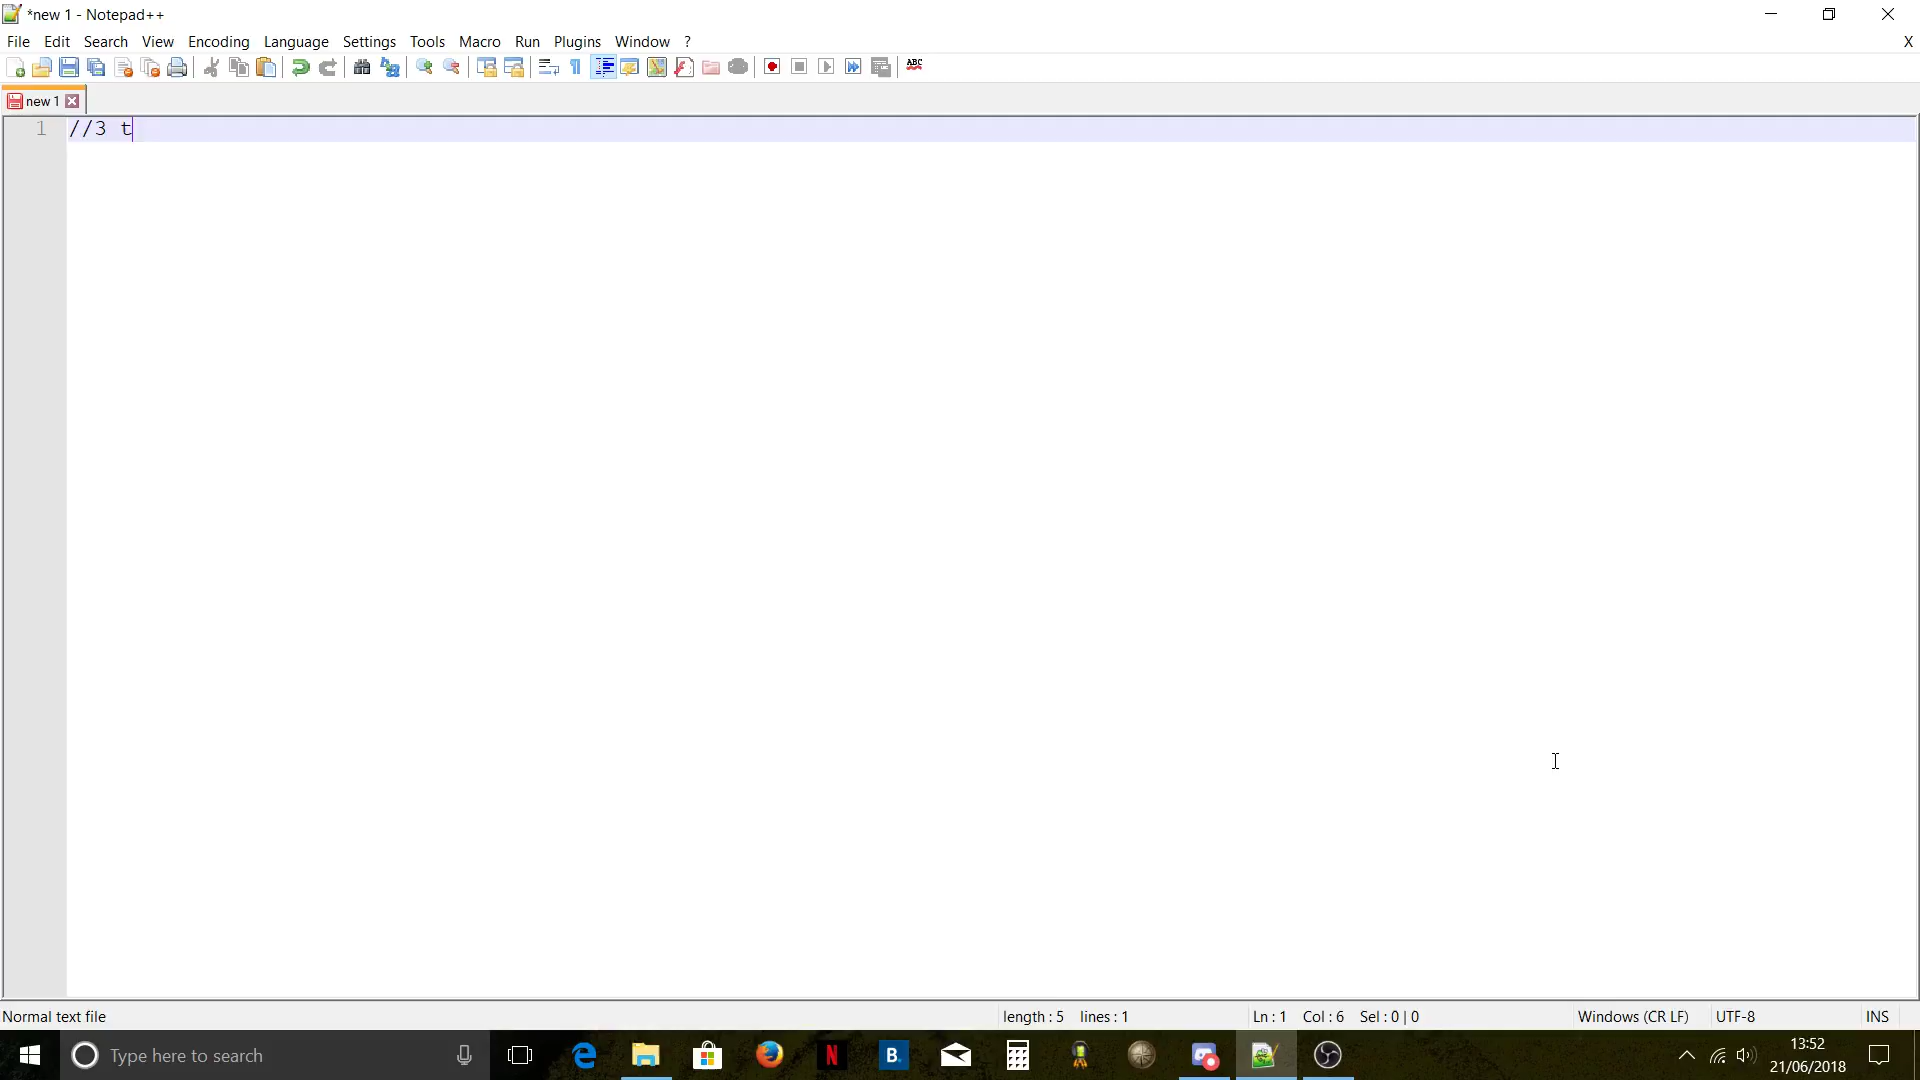 *new 1 - Notepad++
File Edit Search View Encoding Language Settings Tools Macro Run Plugins Window ? X
ABC
new 1
1 //3 t
Normal text file length : 5 lines : 1 Ln : 1 Col : 6 Sel : 0 | 0 Windows (CR LF) UTF-8 INS
Type here to search N B. 13:52
21/06/2018